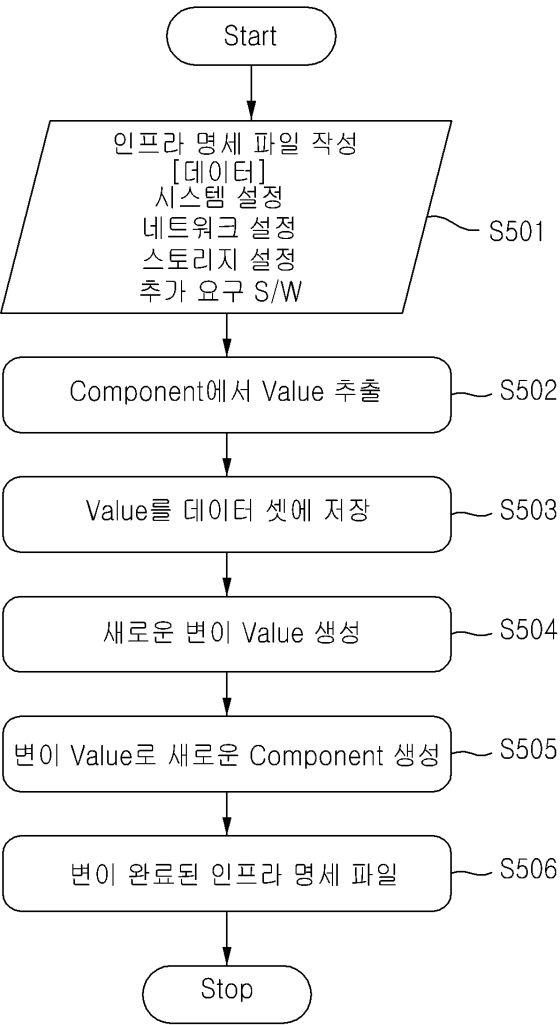 Start
인프라 명세 파일 작성
[데이터]
시스템 설정
네트워크 설정
스토리지 설정
추가 요구 S/W
S501
Component에서 Value 추출
S502
Value를 데이터 셋에 저장
S503
새로운 변이 Value 생성
S504
변이 Value로 새로운 Component 생성
S505
변이 완료된 인프라 명세 파일
S506
Stop